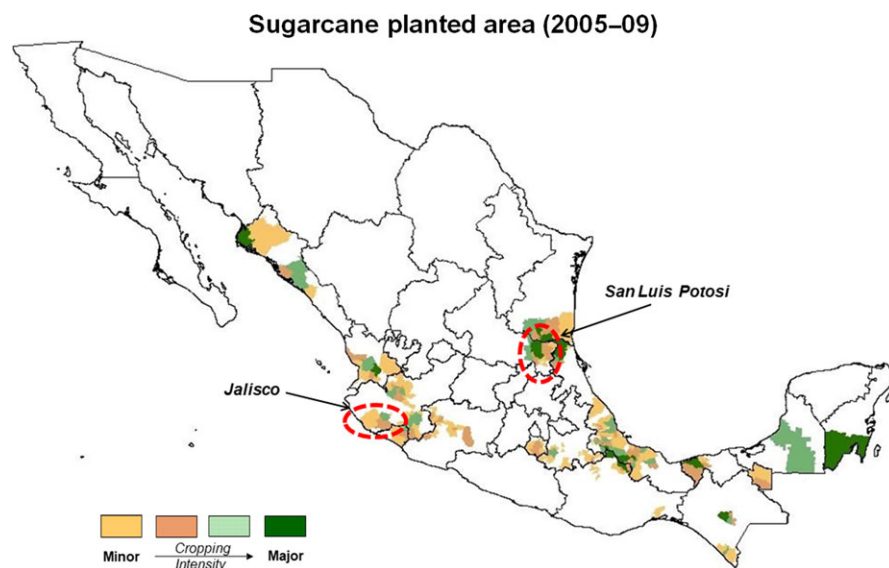 Sugarcane planted area (2005–09)
San Luis Potosi
Jalisco
Minor
Cropping
Intensity
Major